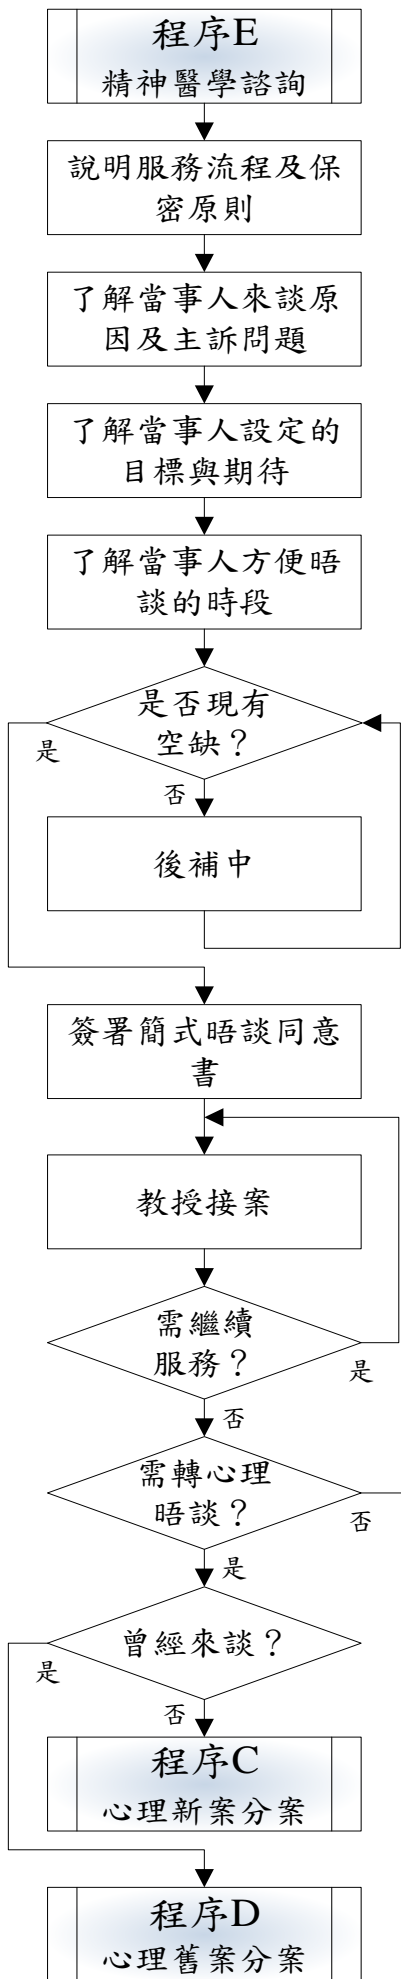 程序E
精神醫學諮詢
說明服務流程及保
密原則
了解當事人來談原
因及主訴問題
了解當事人設定的
目標與期待
了解當事人方便晤
談的時段
是否現有
空缺？
是
否
後補中
簽署簡式晤談同意
書
教授接案
需繼續
服務？
是
否
需轉心理
晤談？
否
是
曾經來談？
是
否
程序C
心理新案分案
程序D
心理舊案分案